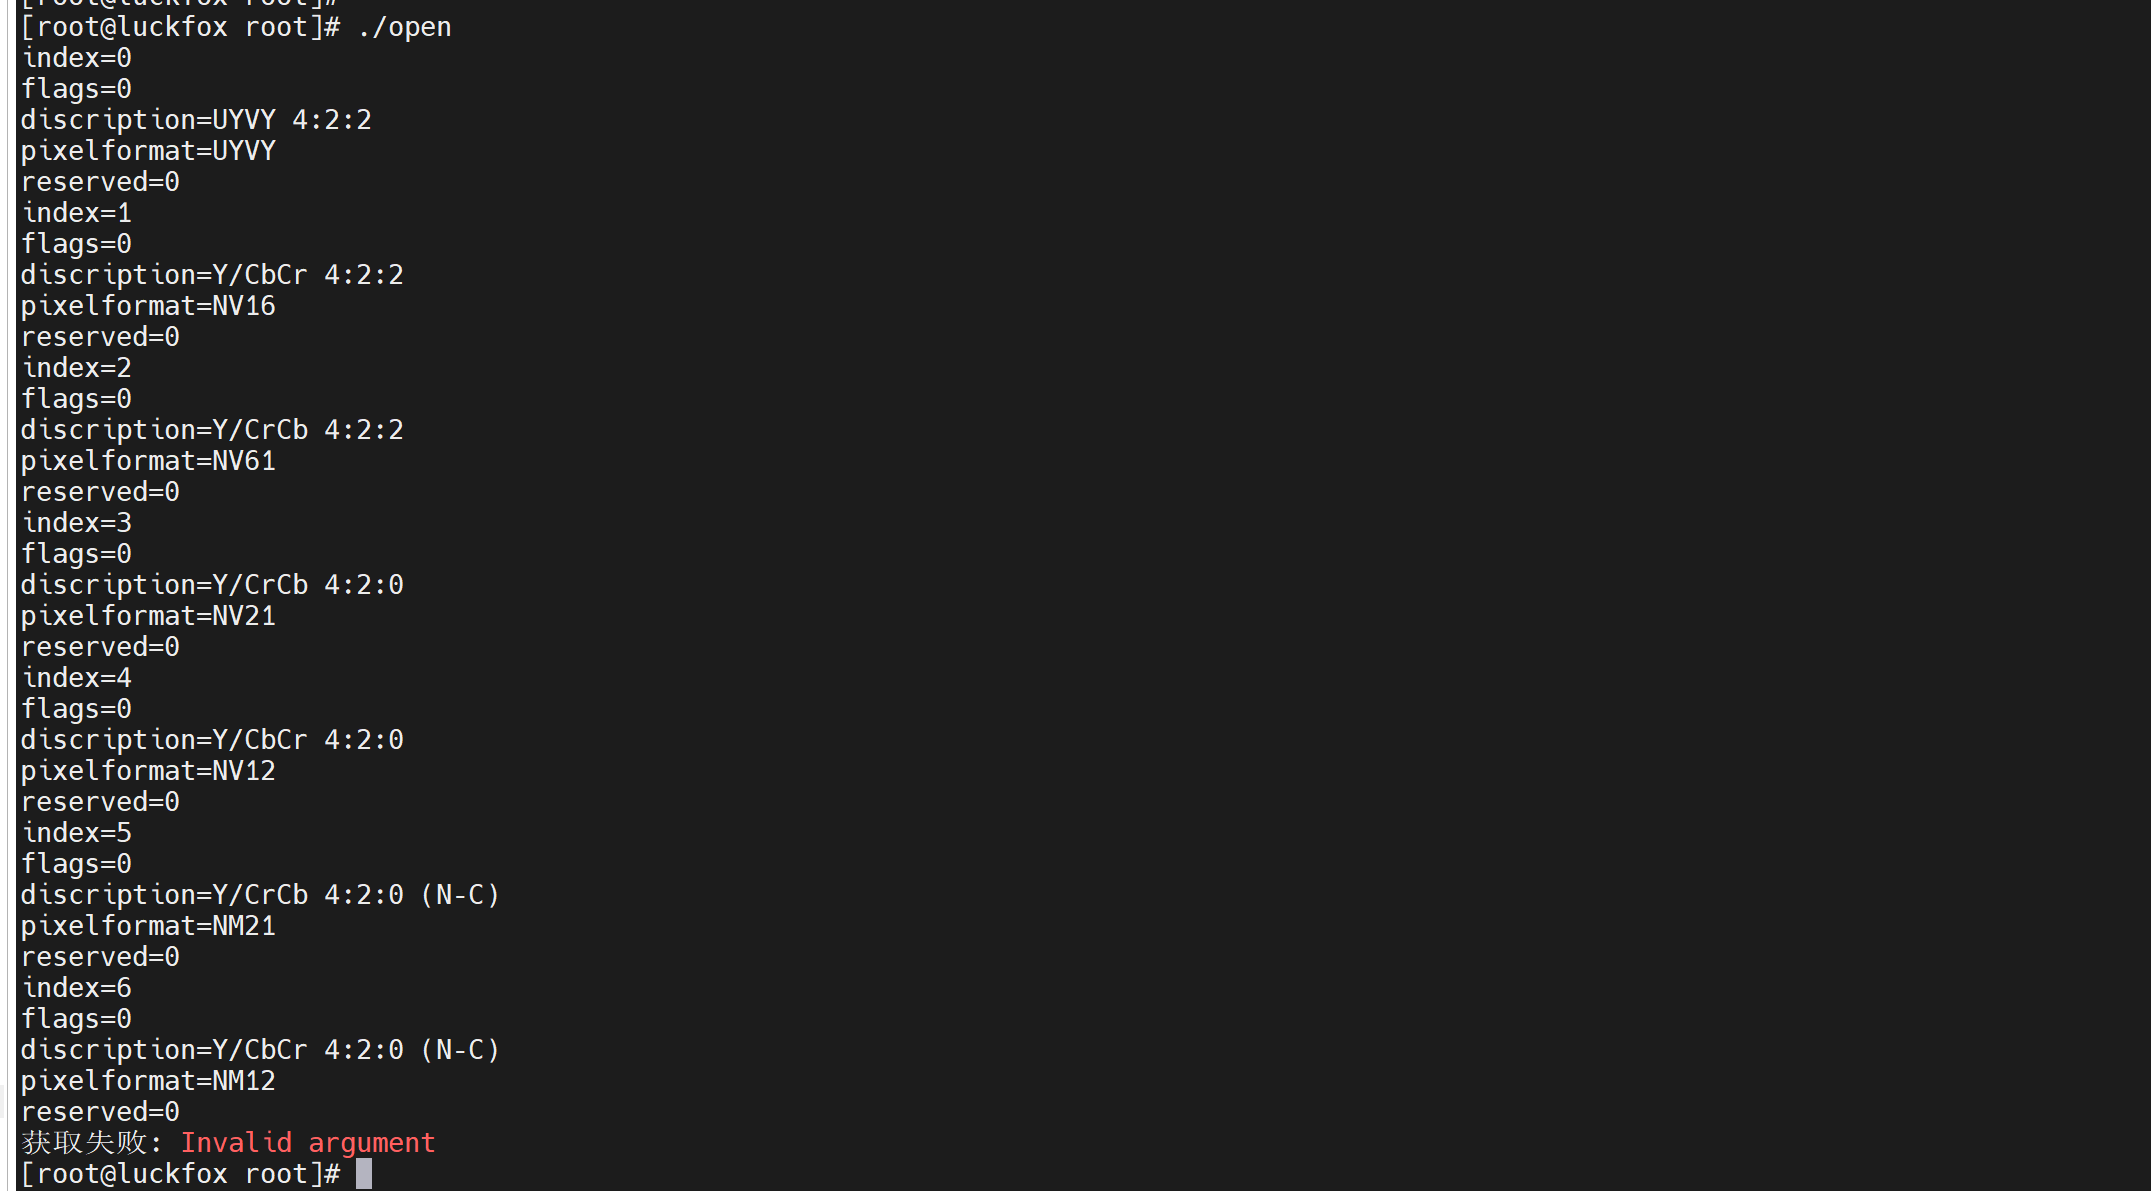 [root@luckfox root]#
[root@luckfox root]# ./open
index=0
flags=0
discription=UYVY 4:2:2
pixelformat=UYVY
reserved=0
index=1
flags=0
discription=Y/CbCr 4:2:2
pixelformat=NV16
reserved=0
index=2
flags=0
discription=Y/CrCb 4:2:2
pixelformat=NV61
reserved=0
index=3
flags=0
discription=Y/CrCb 4:2:0
pixelformat=NV21
reserved=0
index=4
flags=0
discription=Y/CbCr 4:2:0
pixelformat=NV12
reserved=0
index=5
flags=0
discription=Y/CrCb 4:2:0 (N-C)
pixelformat=NM21
reserved=0
index=6
flags=0
discription=Y/CbCr 4:2:0 (N-C)
pixelformat=NM12
reserved=0
获取失败: Invalid argument
[root@luckfox root]#